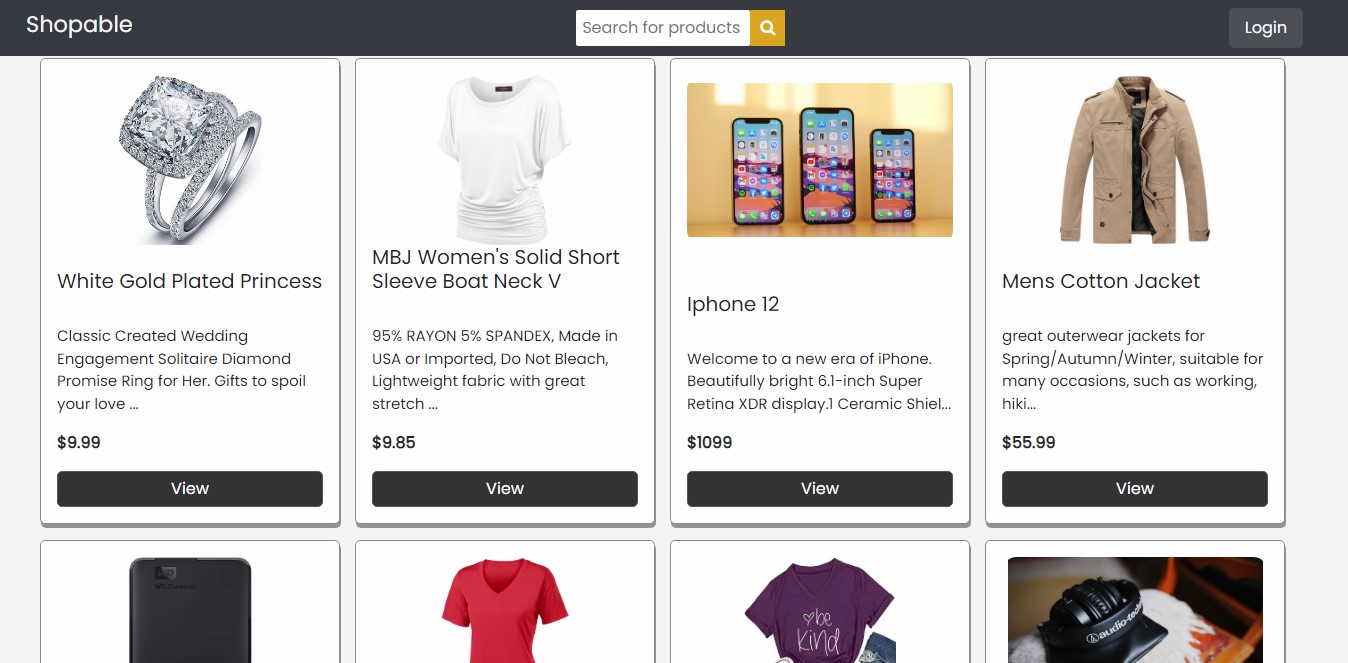 Shopable
Search for products
Login
White Gold Plated Princess
Classic Created Wedding
Engagement Solitaire Diamond
Promise Ring for Her. Gifts to spoil
your love ...
$9.99
View
MBJ Women's Solid Short
Sleeve Boat Neck V
95% RAYON 5% SPANDEX, Made in
USA or Imported, Do Not Bleach,
Lightweight fabric with great
stretch ...
$9.85
View
Iphone 12
Welcome to a new era of iPhone.
Beautifully bright 6.1-inch Super
Retina XDR display.1 Ceramic Shiel...
$1099
View
Mens Cotton Jacket
great outerwear jackets for
Spring/Autumn/Winter, suitable for
many occasions, such as working,
hiki...
$55.99
View
WD Elements
be
kind
audio-tech